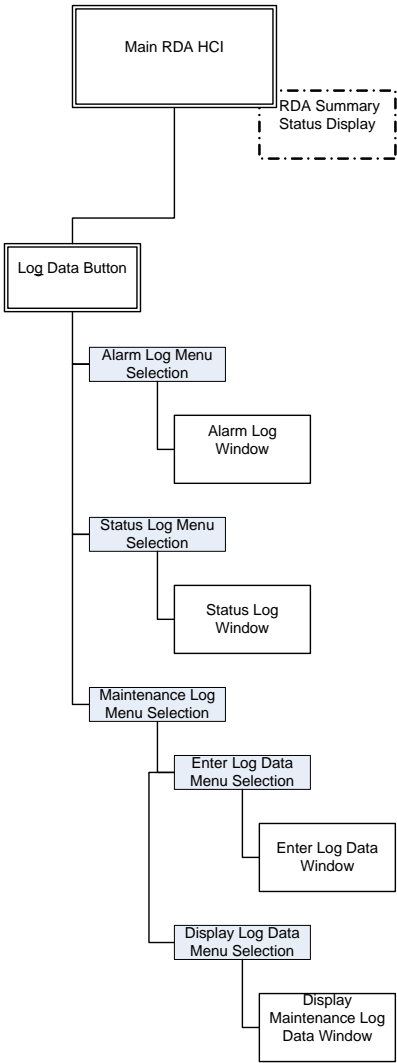 Main RDA HCI
RDA Summary
Status Display
Log Data Button
Alarm Log Menu
Selection
Alarm Log
Window
Status Log Menu
Selection
Status Log
Window
Maintenance Log
Menu Selection
Enter Log Data
Menu Selection
Enter Log Data
Window
Display Log Data
Menu Selection
Display
Maintenance Log
Data Window